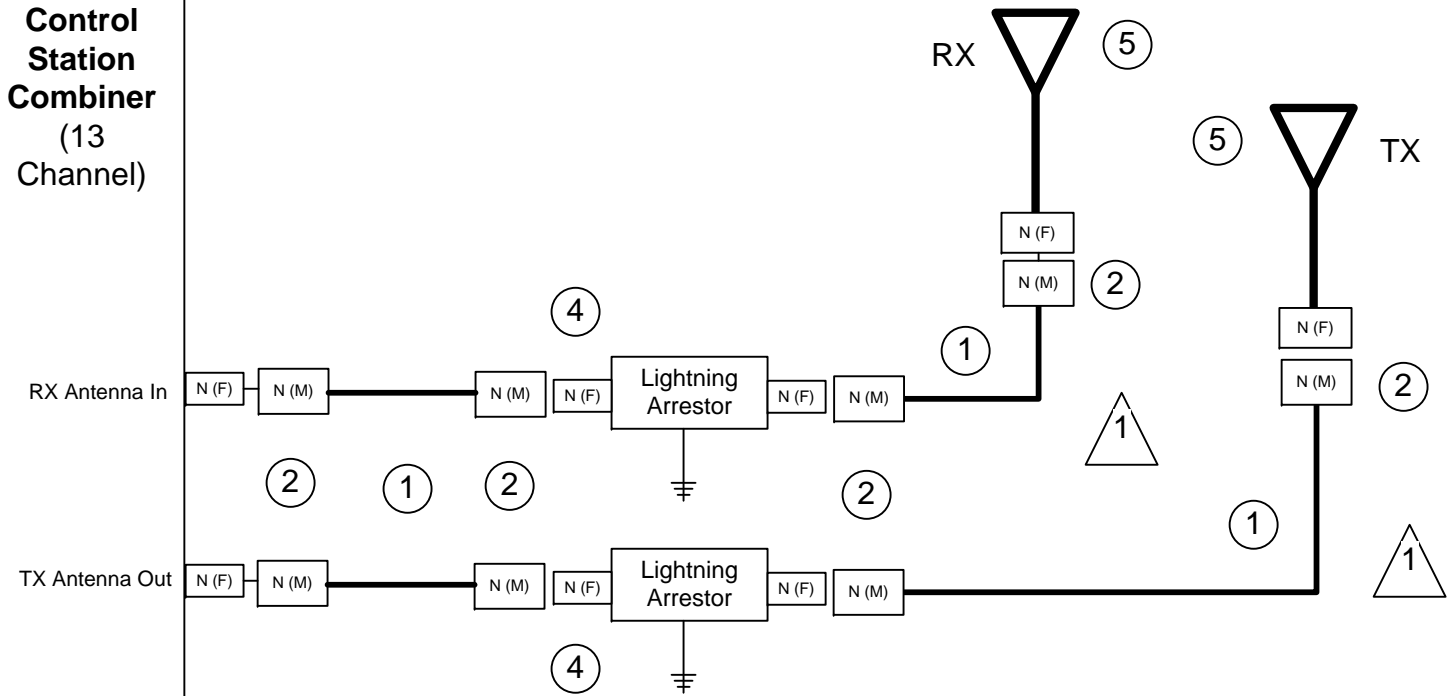 Control
Station
Combiner
(13
Channel)
RX
5
5
TX
N (F)
N (M)
2
N (F)
N (M)
2
4
1
RX Antenna In
N (F)
N (M)
N (M)
N (F)
Lightning
Arrestor
N (F)
N (M)
1
2
1
2
2
1
1
TX Antenna Out
N (F)
N (M)
N (M)
N (F)
Lightning
Arrestor
N (F)
N (M)
4